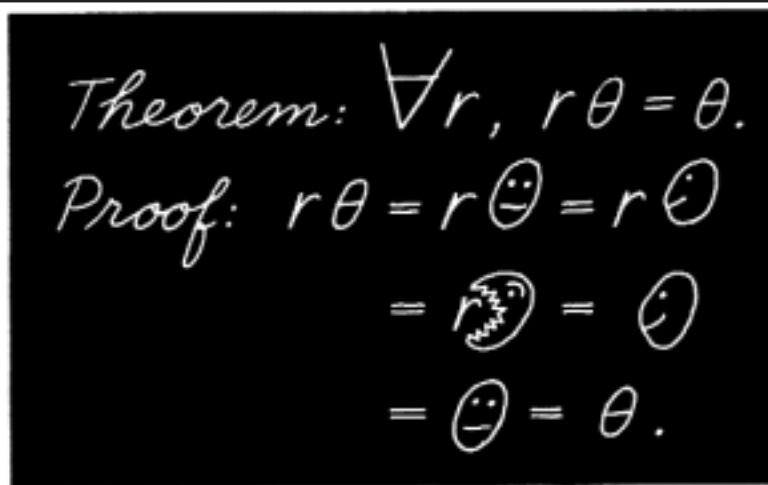 Theorem: ∀r, rθ = θ.
Proof: rθ = r = r
= r =
= = θ.